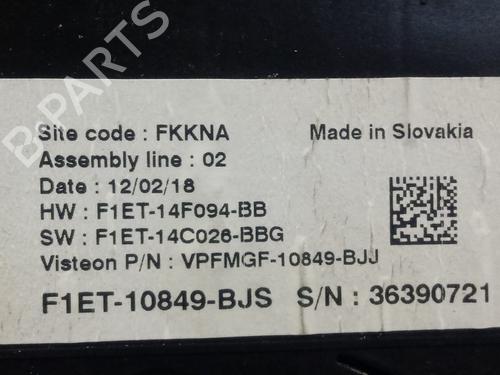 B-PARTS
Site code : FKKNA Made in Slovakia
Assembly line : 02
Date : 12/02/18
HW : F1ET-14F094-BB
SW : F1ET-14C026-BBG
Visteon P/N : VPFMGF-10849-BJJ
F1ET-10849-BJS S/N : 36390721